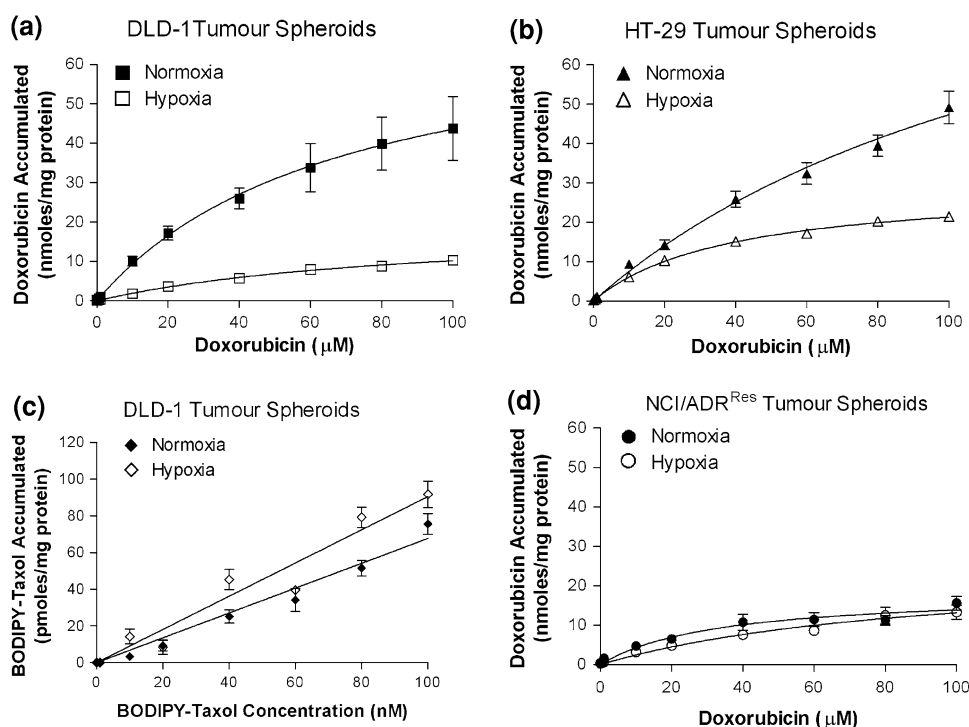 (a)
DLD-1Tumour Spheroids
Normoxia
Hypoxia
Doxorubicin Accumulated
(nmoles/mg protein)
60
50
40
30
20
10
0
0 20 40 60 80 100
Doxorubicin (μM)
(b)
HT-29 Tumour Spheroids
Normoxia
Hypoxia
Doxorubicin Accumulated
(nmoles/mg protein)
60
50
40
30
20
10
0
0 20 40 60 80 100
Doxorubicin (μM)
(c)
DLD-1 Tumour Spheroids
Normoxia
Hypoxia
BODIPY-Taxol Accumulated
(pmoles/mg protein)
120
100
80
60
40
20
0
0 20 40 60 80 100
BODIPY-Taxol Concentration (nM)
(d)
NCI/ADRRes Tumour Spheroids
Normoxia
Hypoxia
Doxorubicin Accumulated
(nmoles/mg protein)
60
50
40
30
20
10
0
0 20 40 60 80 100
Doxorubicin (μM)